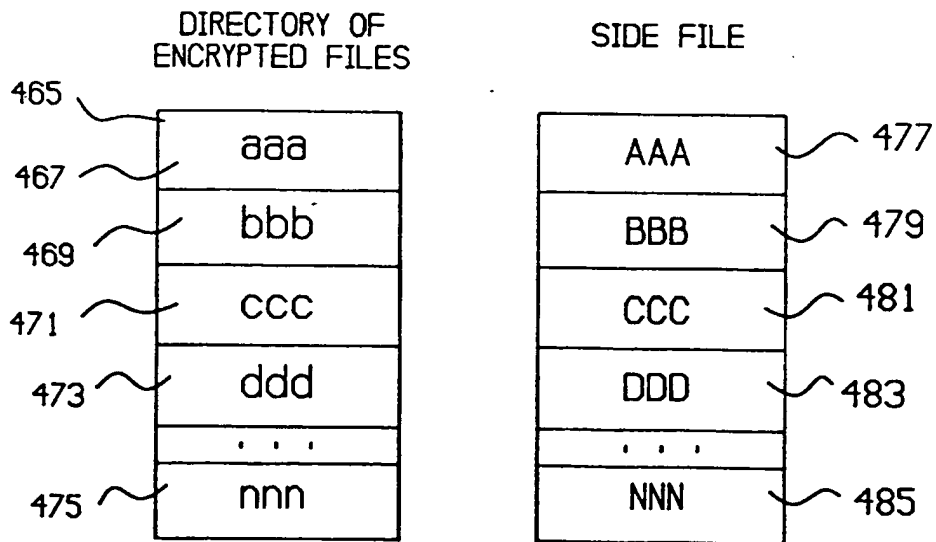 DIRECTORY OF
ENCRYPTED FILES
SIDE FILE
465
467
aaa
469
bbb
471
ccc
473
ddd
. . .
475
nnn
AAA
477
BBB
479
CCC
481
DDD
483
. . .
NNN
485